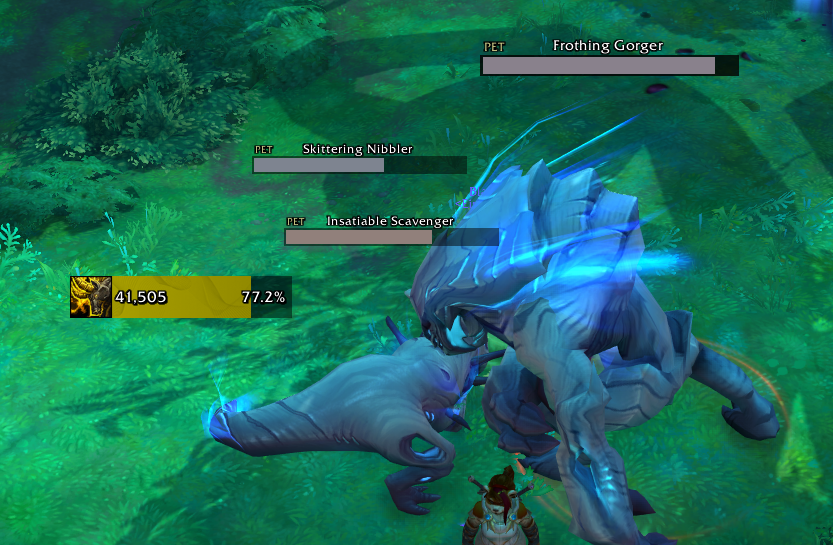 PET Frothing Gorger
PET Skittering Nibbler
PET Insatiable Scavenger
41,505 77.2%